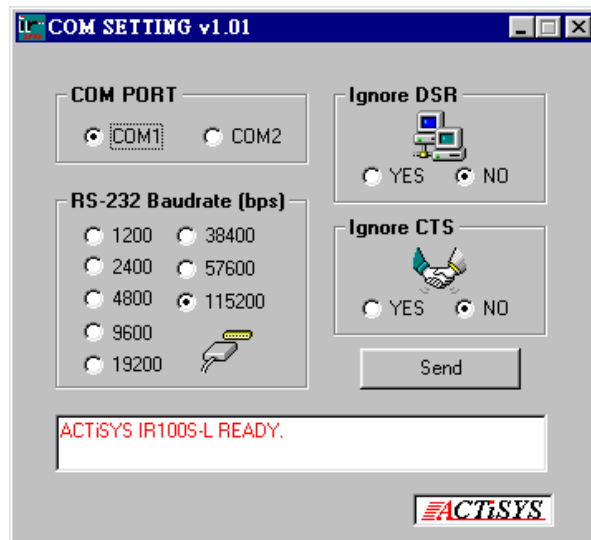 COM SETTING v1.01
COM PORT
COM1 COM2
RS-232 Baudrate (bps)
1200 38400
2400 57600
4800 115200
9600
19200
Ignore DSR
YES NO
Ignore CTS
YES NO
Send
ACTiSYS IR100S-L READY.
ACTiSYS